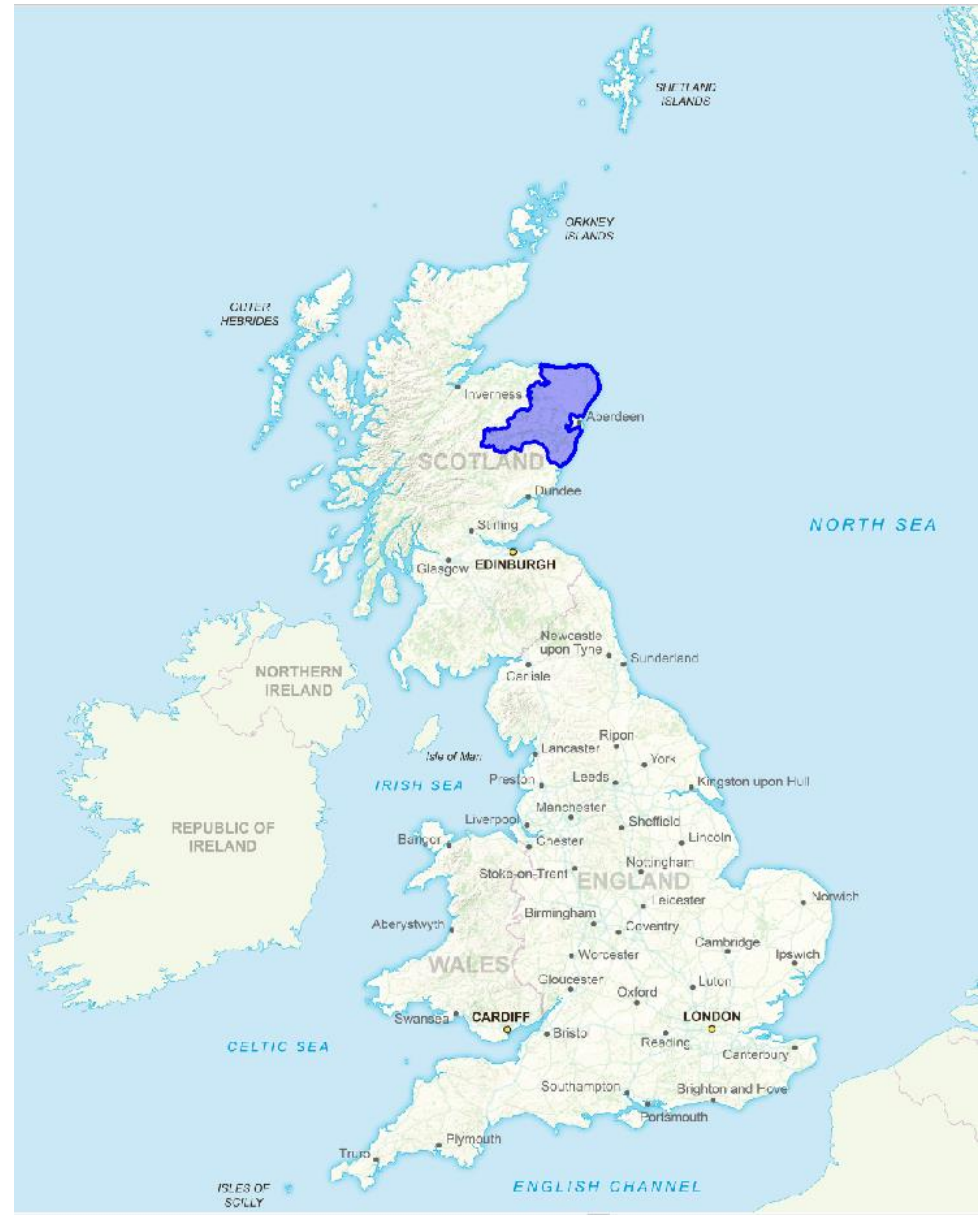 SHETLAND
ISLANDS
ORKNEY
ISLANDS
OUTER
HEBRIDES
Inverness
Aberdeen
SCOTLAND
Dundee
NORTH SEA
Stirling
Glasgow
EDINBURGH
Newcastle
upon Tyne
Sunderland
Carlisle
NORTHERN
IRELAND
Ripon
Isle of Man
Lancaster
York
IRISH SEA
Preston
Leeds
Kingston upon Hull
Manchester
Liverpool
Sheffield
REPUBLIC OF
IRELAND
Bangor
Chester
Lincoln
Nottingham
Stoke-on-Trent
ENGLAND
Norwich
Leicester
Birmingham
Aberystwyth
Coventry
Cambridge
Worcester
Ipswich
WALES
Gloucester
Luton
Oxford
Swansea
CARDIFF
LONDON
Bristo
Reading
CELTIC SEA
Canterbury
Southampton
Brighton and Hove
Portsmouth
Plymouth
Truro
ISLES OF
SCILLY
ENGLISH CHANNEL